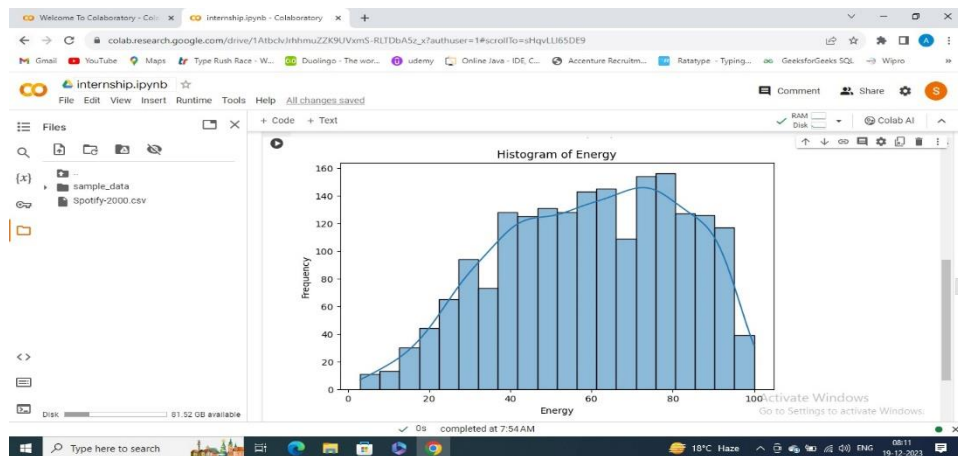 Welcome To Colaboratory - Col
internship.ipynb - Colaboratory
colab.research.google.com/drive/1AtbclvJrhhmuZZK9UVxmS-RLTDbA5z_x?authuser=1#scrollTo=sHqvLLI65DE9
Gmail YouTube Maps Type Rush Race - W... Duolingo - The wor... udemy Online Java - IDE, C... Accenture Recruitm... Ratatype - Typing... GeeksforGeeks SQL Wipro
internship.ipynb
Comment Share S
File Edit View Insert Runtime Tools Help All changes saved
Files
+ Code + Text
RAM
Disk
Colab AI
..
sample_data
Spotify-2000.csv
{x}
Histogram of Energy
160
140
120
100
80
60
40
20
0
Frequency
0 20 40 60 80 100
Energy
Activate Windows
Go to Settings to activate Windows.
Disk 81.52 GB available
0s completed at 7:54 AM
Type here to search
18°C Haze
ENG
08:11
19-12-2023